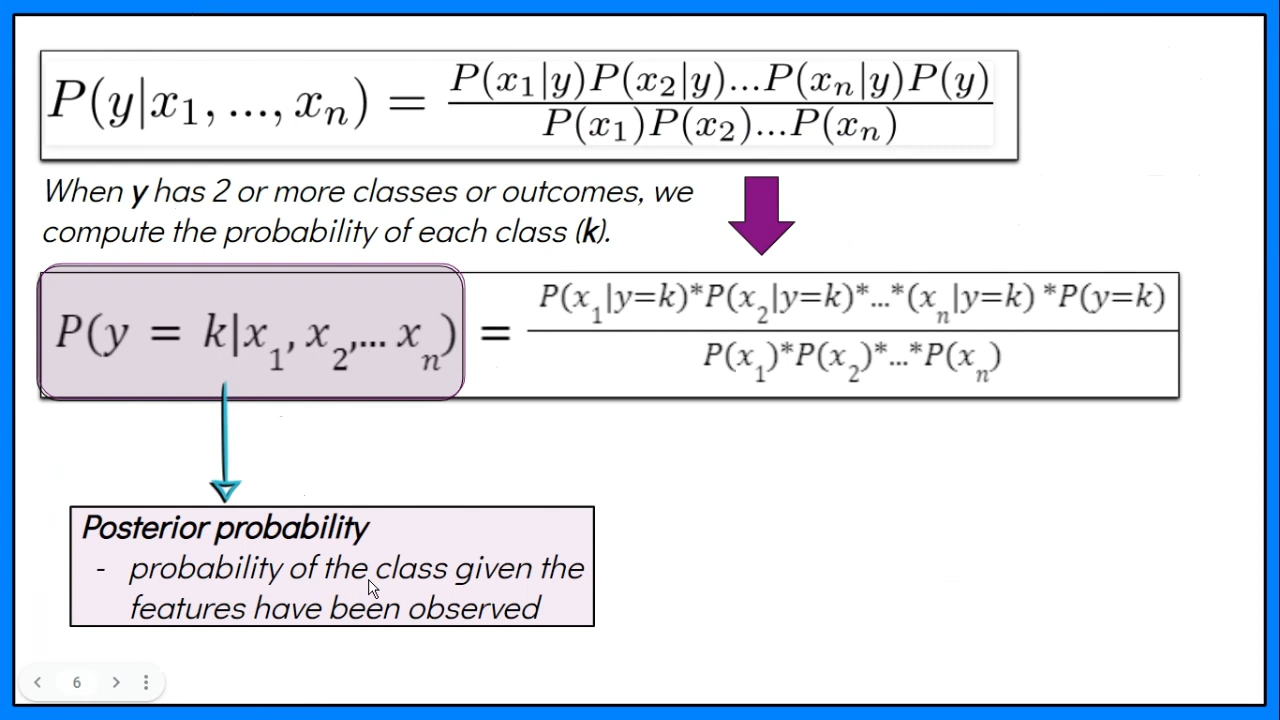 P(y|x₁, ..., xₙ) = P(x₁|y)P(x₂|y)...P(xₙ|y)P(y) / P(x₁)P(x₂)...P(xₙ)
When y has 2 or more classes or outcomes, we
compute the probability of each class (k).
P(y = k|x₁, x₂,... xₙ) = P(x₁|y=k)*P(x₂|y=k)*...*(xₙ|y=k) *P(y=k) / P(x₁)*P(x₂)*...*P(xₙ)
Posterior probability
- probability of the class given the
features have been observed
6